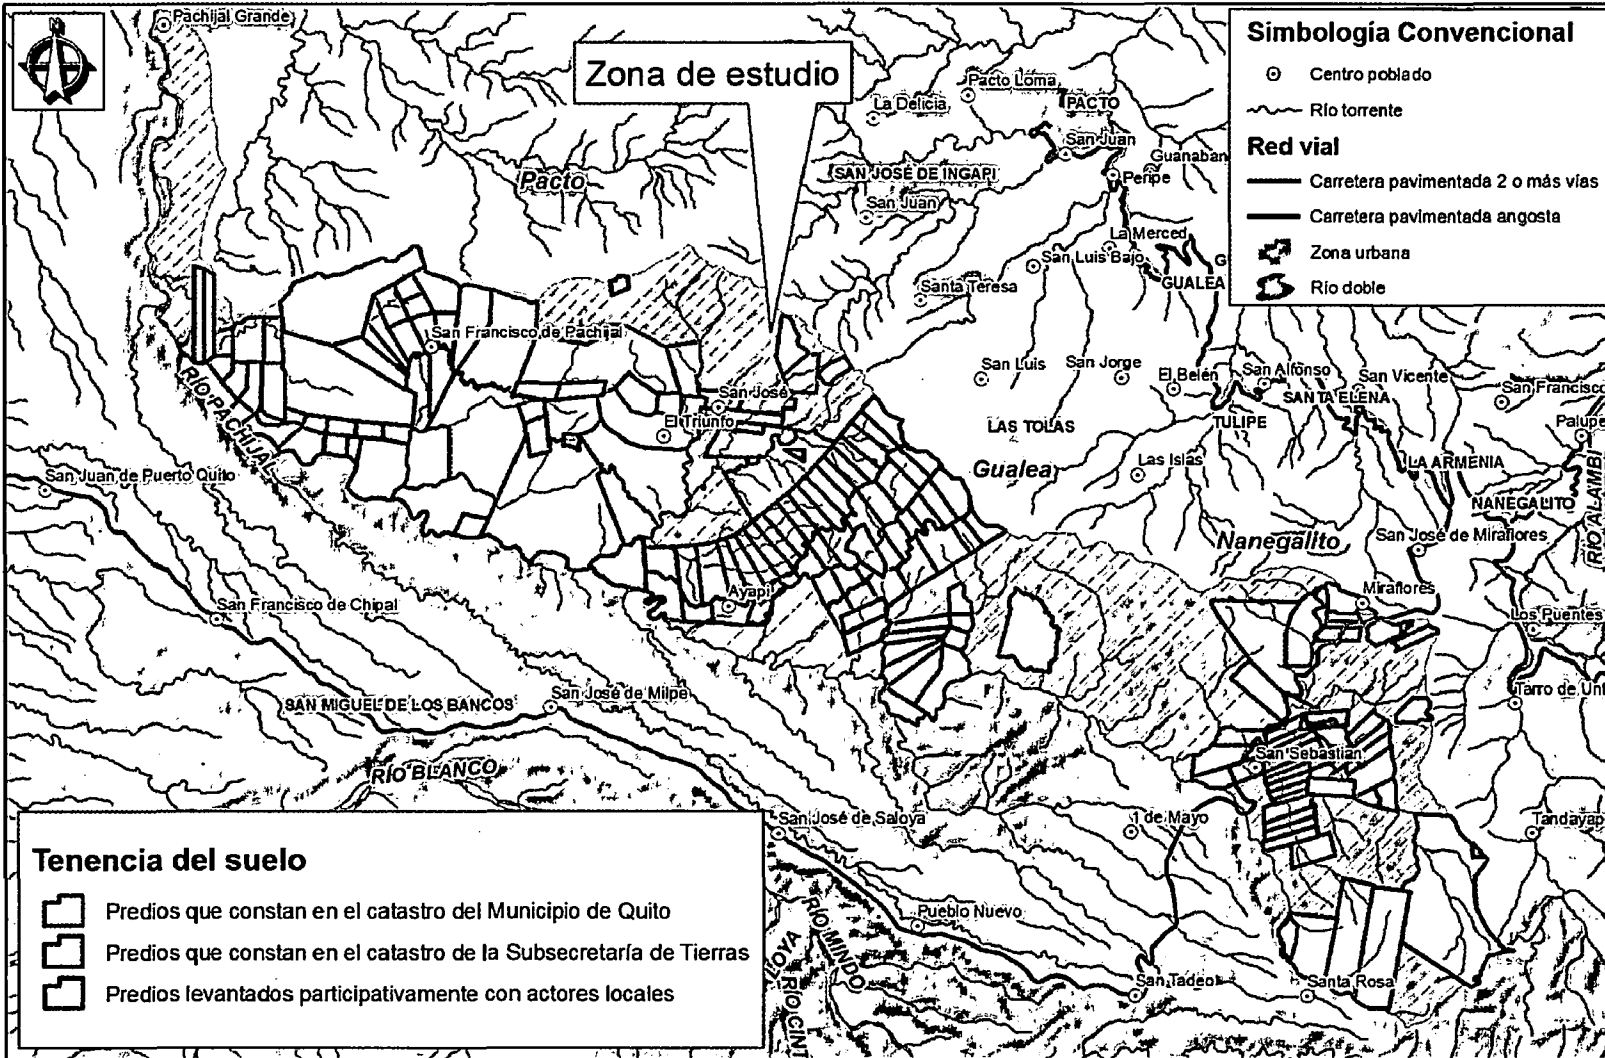 N
Pachijal Grande
Zona de estudio
Simbología Convencional
Centro poblado
Río torrente
Red vial
Carretera pavimentada 2 o más vías
Carretera pavimentada angosta
Zona urbana
Río doble
Pacto Loma
PACTO
La Delicia
San Juan
Guanaban
SAN JOSÉ DE INGAPI
Peripe
Pacto
San Juan
La Merced
San Luis Bajo
G
GUALEA
Santa Teresa
San Francisco de Pachijal
San Luis
San Jorge
El Belén
San Alfonso
San Vicente
San José
SANTA ELENA
San Francisco
RÍO PACHIJAL
El Triunfo
LAS TOLAS
TULIPE
Palupe
San Juan de Puerto Quito
Gualea
Las Islas
LA ARMENIA
NANEGALITO
RÍO ALAMBI
Nanegalito
San José de Miraflores
Ayapi
Miraflores
San Francisco de Chipal
Los Puentes
San José de Milpe
SAN MIGUEL DE LOS BANCOS
Tarro de Unt
RÍO BLANCO
San Sebastian
San José de Saloya
1 de Mayo
Tandayap
Tenencia del suelo
Predios que constan en el catastro del Municipio de Quito
Predios que constan en el catastro de la Subsecretaría de Tierras
Predios levantados participativamente con actores locales
Pueblo Nuevo
RÍO MINDO
LOYA
RÍO CINT
San Tadeo
Santa Rosa